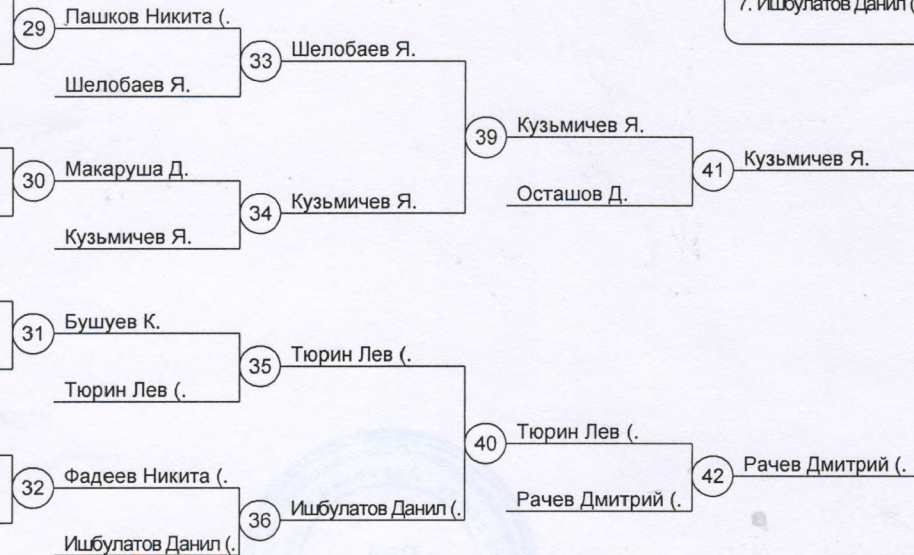 7. Ишбулатов Данил (
29 Пашков Никита (.
33 Шелобаев Я.
Шелобаев Я.
39 Кузьмичев Я.
41 Кузьмичев Я.
30 Макаруша Д.
Осташов Д.
34 Кузьмичев Я.
Кузьмичев Я.
31 Бушуев К.
35 Тюрин Лев (.
Тюрин Лев (.
40 Тюрин Лев (.
42 Рачев Дмитрий (.
32 Фадеев Никита (.
Рачев Дмитрий (.
36 Ишбулатов Данил (.
Ишбулатов Данил (.